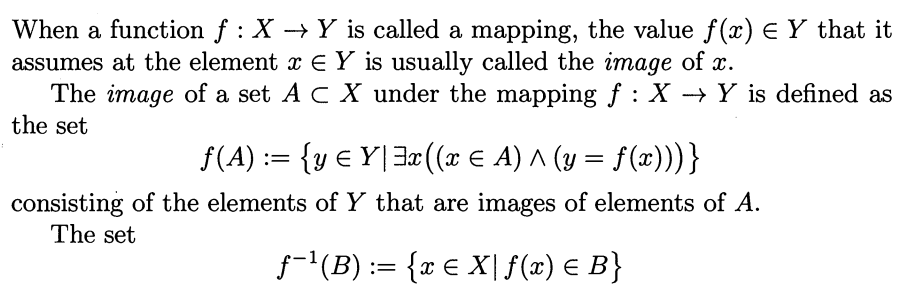 When a function f : X → Y is called a mapping, the value f(x) ∈ Y that it
assumes at the element x ∈ Y is usually called the image of x.
The image of a set A ⊂ X under the mapping f : X → Y is defined as
the set
f(A) := {y ∈ Y| ∃x((x ∈ A) ∧ (y = f(x)))}
consisting of the elements of Y that are images of elements of A.
The set
f⁻¹(B) := {x ∈ X| f(x) ∈ B}